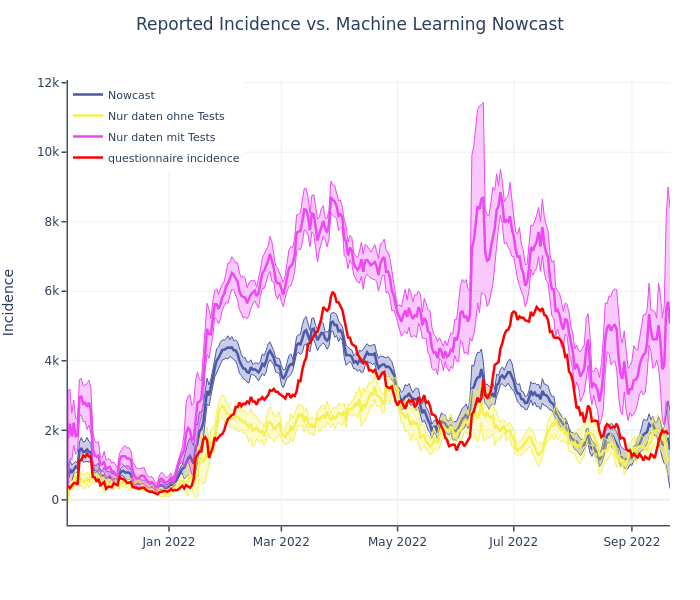 Reported Incidence vs. Machine Learning Nowcast
12k
10k
8k
6k
4k
2k
0
Incidence
Nowcast
Nur daten ohne Tests
Nur daten mit Tests
questionnaire incidence
Jan 2022
Mar 2022
May 2022
Jul 2022
Sep 2022